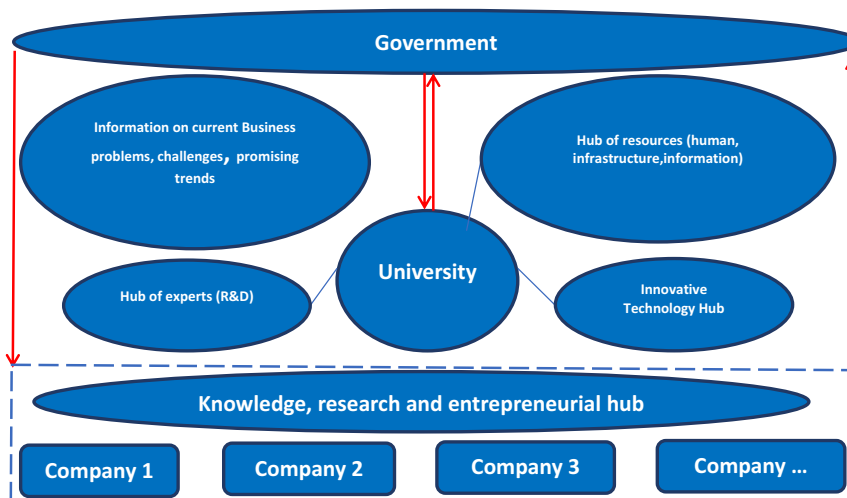 Government
Information on current Business
problems, challenges, promising
trends
Hub of resources (human,
infrastructure,information)
University
Hub of experts (R&D)
Innovative
Technology Hub
Knowledge, research and entrepreneurial hub
Company 1
Company 2
Company 3
Company ...